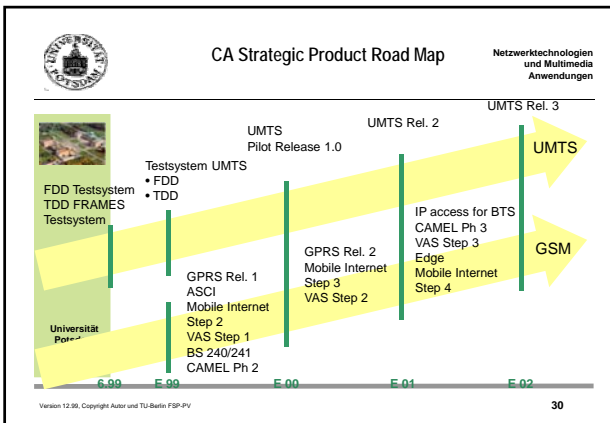 UNIVERSITÄT
POTSDAM
CA Strategic Product Road Map
Netzwerktechnologien
und Multimedia
Anwendungen
UMTS Rel. 3
UMTS Rel. 2
UMTS
Pilot Release 1.0
UMTS
Testsystem UMTS
• FDD
• TDD
FDD Testsystem
TDD FRAMES
Testsystem
IP access for BTS
CAMEL Ph 3
VAS Step 3
Edge
Mobile Internet
Step 4
GSM
GPRS Rel. 2
Mobile Internet
Step 3
VAS Step 2
GPRS Rel. 1
ASCI
Mobile Internet
Step 2
VAS Step 1
BS 240/241
CAMEL Ph 2
Universität
6.99 E 99 E 00 E 01 E 02
Version 12.99, Copyright Autor und TU-Berlin FSP-PV
30